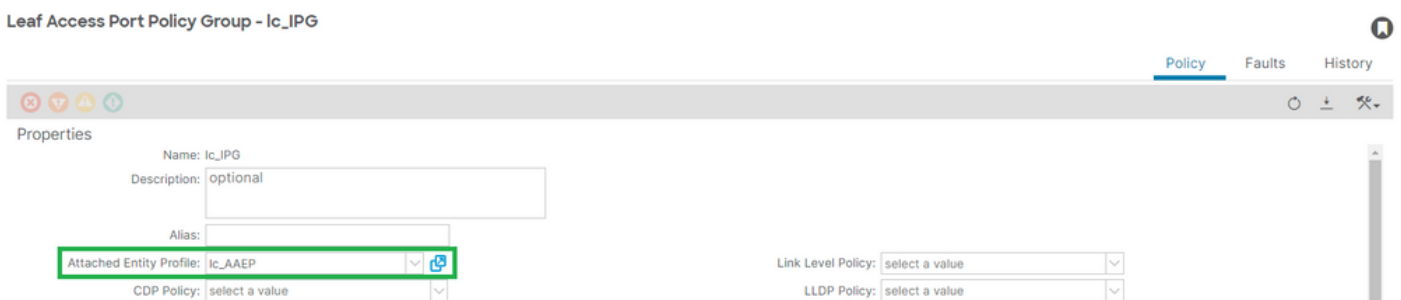 Leaf Access Port Policy Group - lc_IPG
Policy Faults History
Properties
Name: lc_IPG
Description: optional
Alias:
Attached Entity Profile: lc_AAEP
Link Level Policy: select a value
CDP Policy: select a value
LLDP Policy: select a value